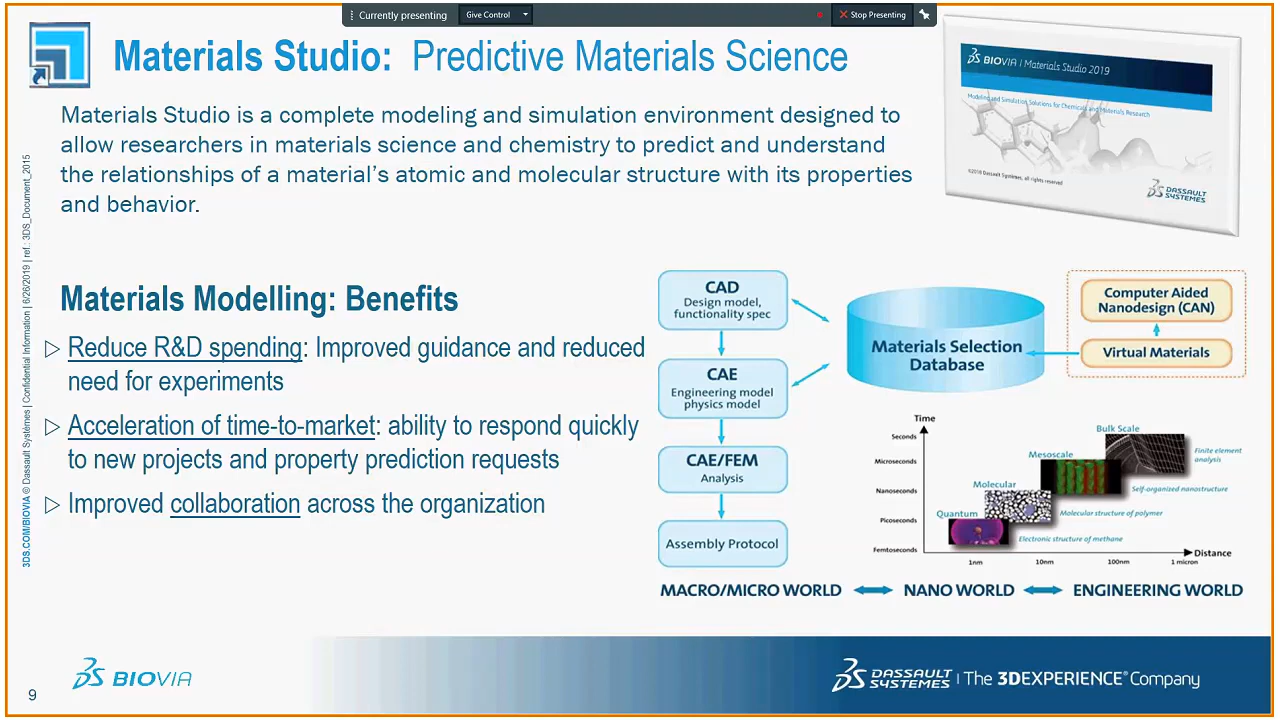 Currently presenting
Give Control
Stop Presenting
Materials Studio: Predictive Materials Science
Materials Studio is a complete modeling and simulation environment designed to
allow researchers in materials science and chemistry to predict and understand
the relationships of a material's atomic and molecular structure with its properties
and behavior.
BIOVIA | Materials Studio 2019
Modeling and Simulation Solutions for Chemicals and Materials Research
©2018 Dassault Systèmes, all rights reserved
DASSAULT
SYSTEMES
3DS.COM/BIOVIA © Dassault Systèmes | Confidential Information | 6/26/2019 | ref.: 3DS_Document_2015
Materials Modelling: Benefits
Reduce R&D spending: Improved guidance and reduced
need for experiments
Acceleration of time-to-market: ability to respond quickly
to new projects and property prediction requests
Improved collaboration across the organization
CAD
Design model,
functionality spec
CAE
Engineering model
physics model
CAE/FEM
Analysis
Assembly Protocol
Materials Selection
Database
Computer Aided
Nanodesign (CAN)
Virtual Materials
Time
Seconds
Microseconds
Nanoseconds
Picoseconds
Femtoseconds
Bulk Scale
Finite element
analysis
Mesoscale
Self-organized nanostructure
Molecular
Molecular structure of polymer
Quantum
Electronic structure of methane
Distance
1nm
10nm
100nm
1 micron
MACRO/MICRO WORLD
NANO WORLD
ENGINEERING WORLD
9
BIOVIA
DASSAULT
SYSTEMES
The 3DEXPERIENCE® Company